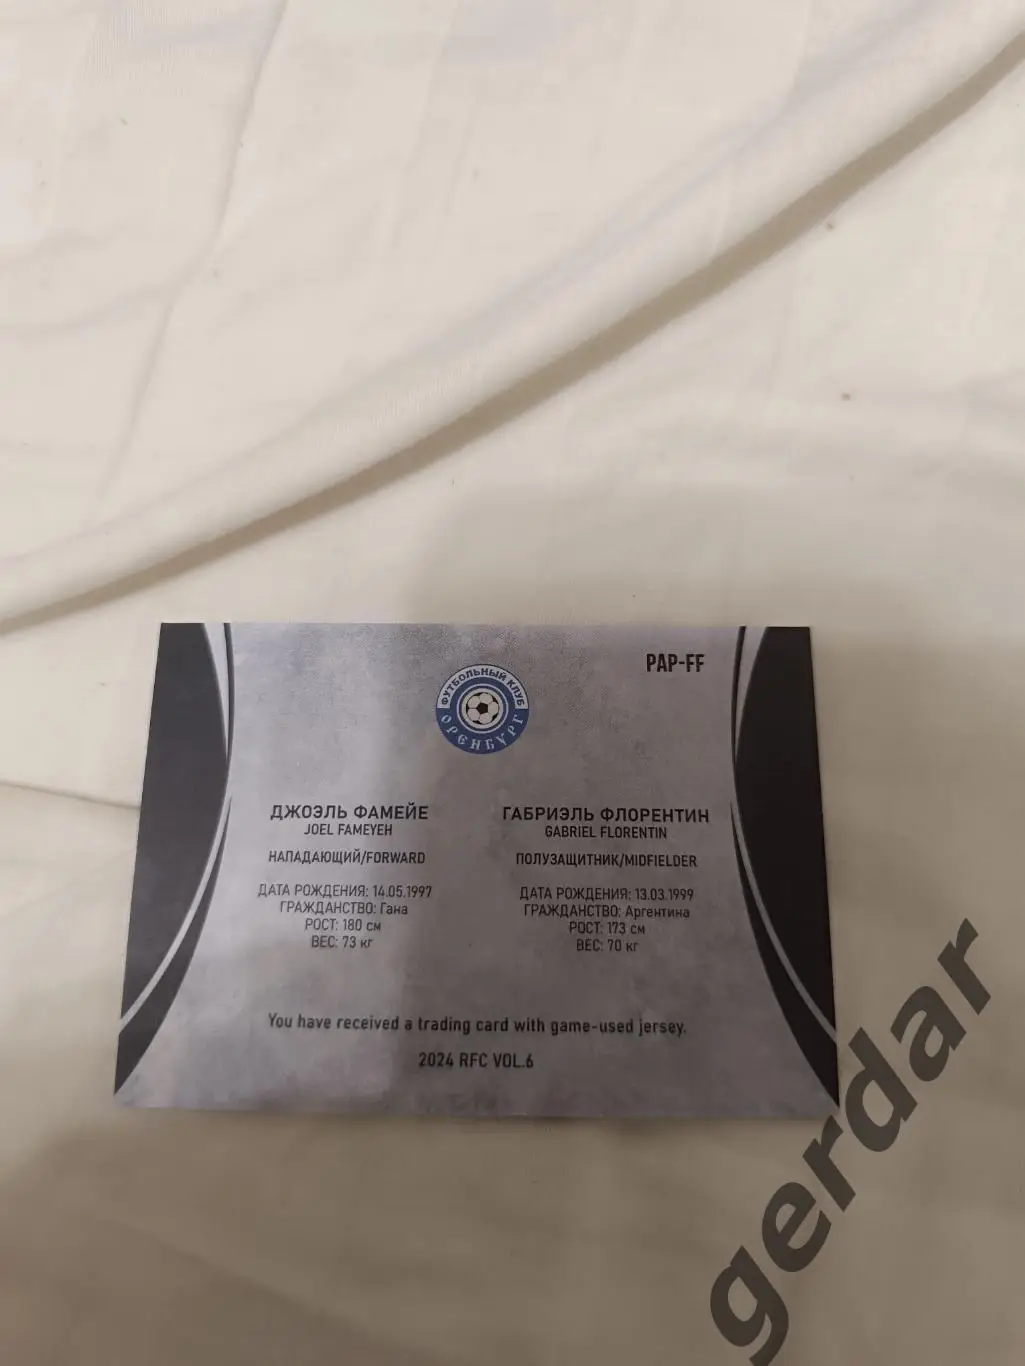 PAP-FF
ФУТБОЛЬНЫЙ КЛУБ
ОРЕНБУРГ
ДЖОЭЛЬ ФАМЕЙЕ
JOEL FAMEYEH
НАПАДАЮЩИЙ/FORWARD
ДАТА РОЖДЕНИЯ: 14.05.1997
ГРАЖДАНСТВО: Гана
РОСТ: 180 см
ВЕС: 73 кг
ГАБРИЭЛЬ ФЛОРЕНТИН
GABRIEL FLORENTIN
ПОЛУЗАЩИТНИК/MIDFIELDER
ДАТА РОЖДЕНИЯ: 13.03.1999
ГРАЖДАНСТВО: Аргентина
РОСТ: 173 см
ВЕС: 70 кг
You have received a trading card with game-used jersey.
2024 RFC VOL.6
gerdar